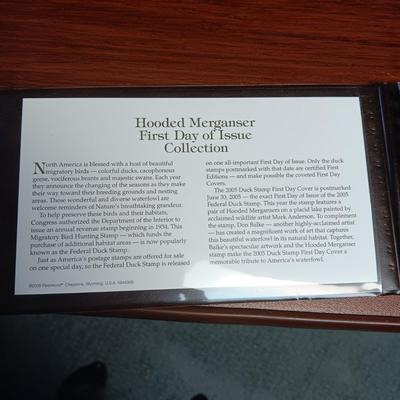 Hooded Merganser
First Day of Issue
Collection
North America is blessed with a host of beautiful
migratory birds — colorful ducks, cacophonous
geese, vociferous brants and majestic swans. Each year
they announce the changing of the seasons as they make
their way toward their breeding grounds and nesting
areas. These wonderful and diverse waterfowl are
welcome reminders of Nature's breathtaking grandeur.
To help preserve these birds and their habitats,
Congress authorized the Department of the Interior to
issue an annual revenue stamp beginning in 1934. This
Migratory Bird Hunting Stamp — which funds the
purchase of additional habitat areas — is now popularly
known as the Federal Duck Stamp.
Just as America's postage stamps are offered for sale
on one special day, so the Federal Duck Stamp is released
on one all-important First Day of Issue. Only the duck
stamps postmarked with that date are certified First
Editions — and make possible the coveted First Day
Covers.
The 2005 Duck Stamp First Day Cover is postmarked
June 30, 2005 — the exact First Day of Issue of the 2005
Federal Duck Stamp. This year the stamp features a
pair of Hooded Mergansers on a placid lake painted by
acclaimed wildlife artist Mark Anderson. To complement
the stamp, Don Balke — another highly-acclaimed artist
— has created a magnificent work of art that captures
this beautiful waterfowl in its natural habitat. Together,
Balke's spectacular artwork and the Hooded Merganser
stamp make the 2005 Duck Stamp First Day Cover a
memorable tribute to America's waterfowl.
©2005 Fleetwood® Cheyenne, Wyoming, U.S.A.